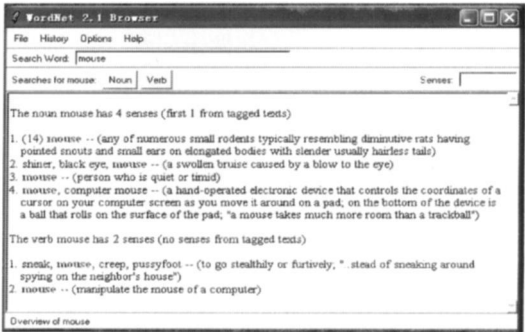 WordNet 2.1 Browser
File History Options Help
Search Word: mouse
Searches for mouse: Noun Verb Senses:
The noun mouse has 4 senses (first 1 from tagged texts)
1. (14) mouse -- (any of numerous small rodents typically resembling diminutive rats having
pointed snouts and small ears on elongated bodies with slender usually hairless tails)
2. shiner, black eye, mouse -- (a swollen bruise caused by a blow to the eye)
3. mouse -- (person who is quiet or timid)
4. mouse, computer mouse -- (a hand-operated electronic device that controls the coordinates of a
cursor on your computer screen as you move it around on a pad; on the bottom of the device is
a ball that rolls on the surface of the pad; "a mouse takes much more room than a trackball")
The verb mouse has 2 senses (no senses from tagged texts)
1. sneak, mouse, creep, pussyfoot -- (to go stealthily or furtively; "..stead of sneaking around
spying on the neighbor's house")
2. mouse -- (manipulate the mouse of a computer)
Overview of mouse